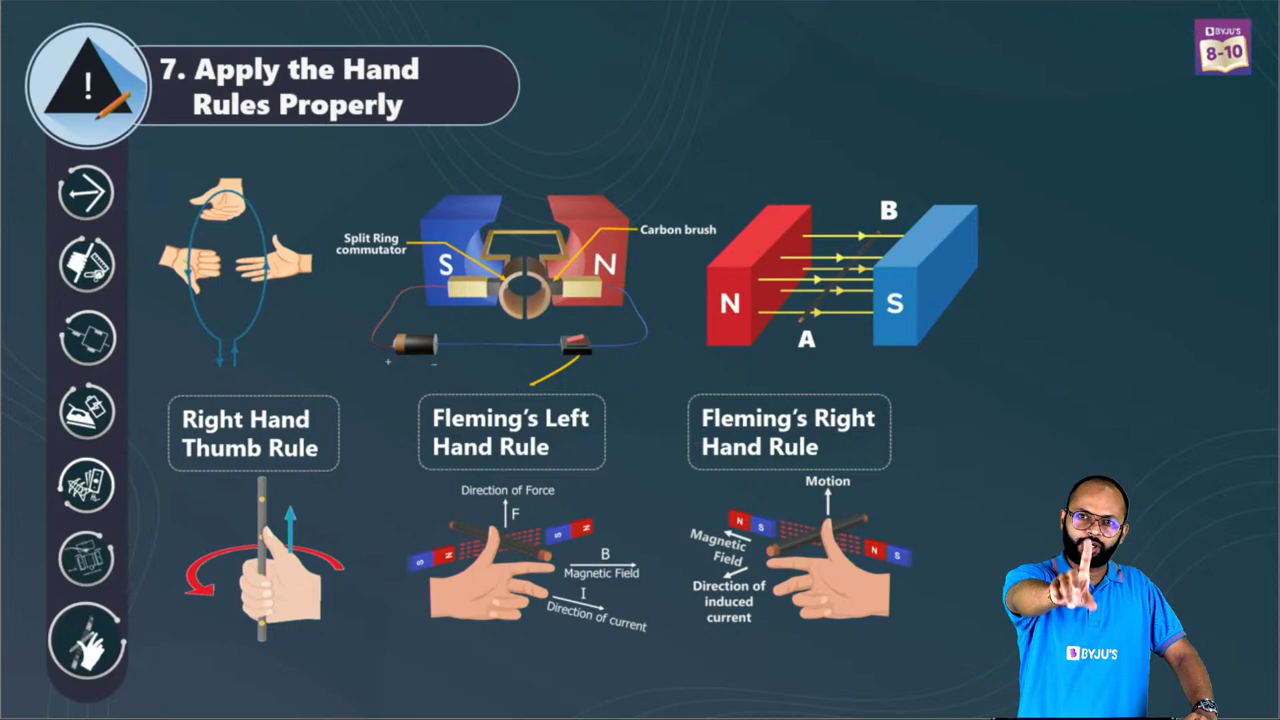 7. Apply the Hand
Rules Properly
BYJU'S
8-10
Split Ring
commutator
Carbon brush
S
N
+
−
B
N
S
A
Right Hand
Thumb Rule
Fleming's Left
Hand Rule
Fleming's Right
Hand Rule
Direction of Force
F
S N
S N
B
Magnetic Field
I
Direction of current
Motion
N S
N S
Magnetic
Field
Direction of
induced
current
BYJU'S